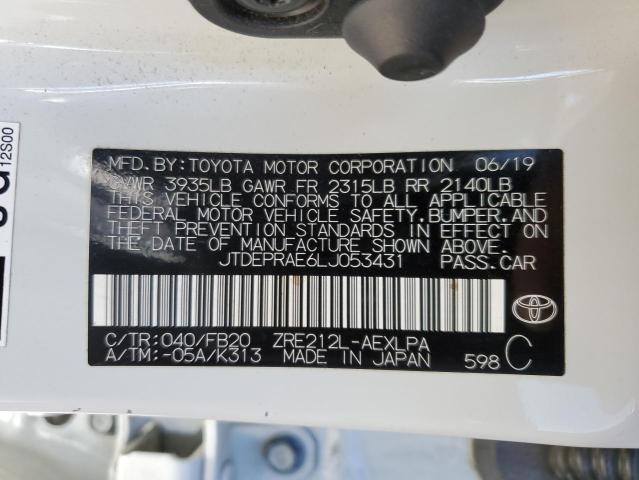 MFD. BY: TOYOTA MOTOR CORPORATION 06/19
GVWR 3935LB GAWR FR 2315LB RR 2140LB
THIS VEHICLE CONFORMS TO ALL APPLICABLE
FEDERAL MOTOR VEHICLE SAFETY, BUMPER, AND
THEFT PREVENTION STANDARDS IN EFFECT ON
THE DATE OF MANUFACTURE SHOWN ABOVE.
JTDEPRAE6LJ053431 PASS. CAR
C/TR: 040/FB20 ZRE212L-AEXLPA
A/TM: -05A/K313 MADE IN JAPAN 598 C
12S00